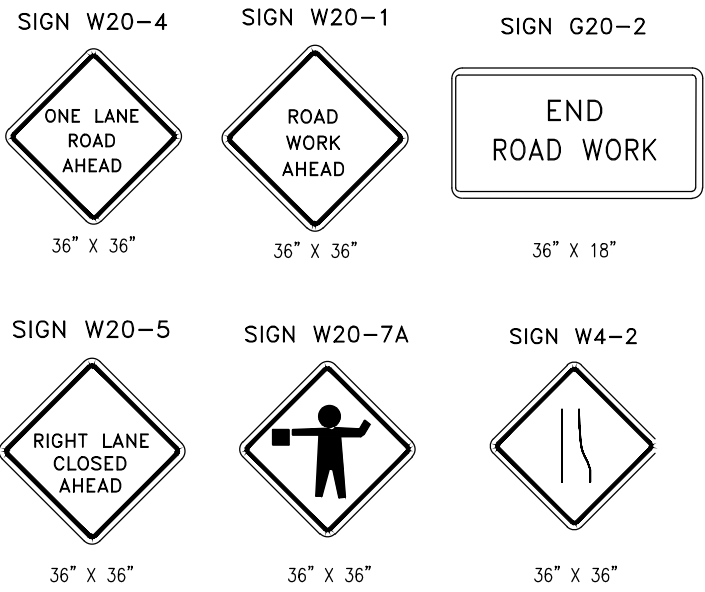 SIGN W20-4
ONE LANE
ROAD
AHEAD
36” X 36”
SIGN W20-1
ROAD
WORK
AHEAD
36” X 36”
SIGN G20-2
END
ROAD WORK
36” X 18”
SIGN W20-5
RIGHT LANE
CLOSED
AHEAD
36” X 36”
SIGN W20-7A
36” X 36”
SIGN W4-2
36” X 36”